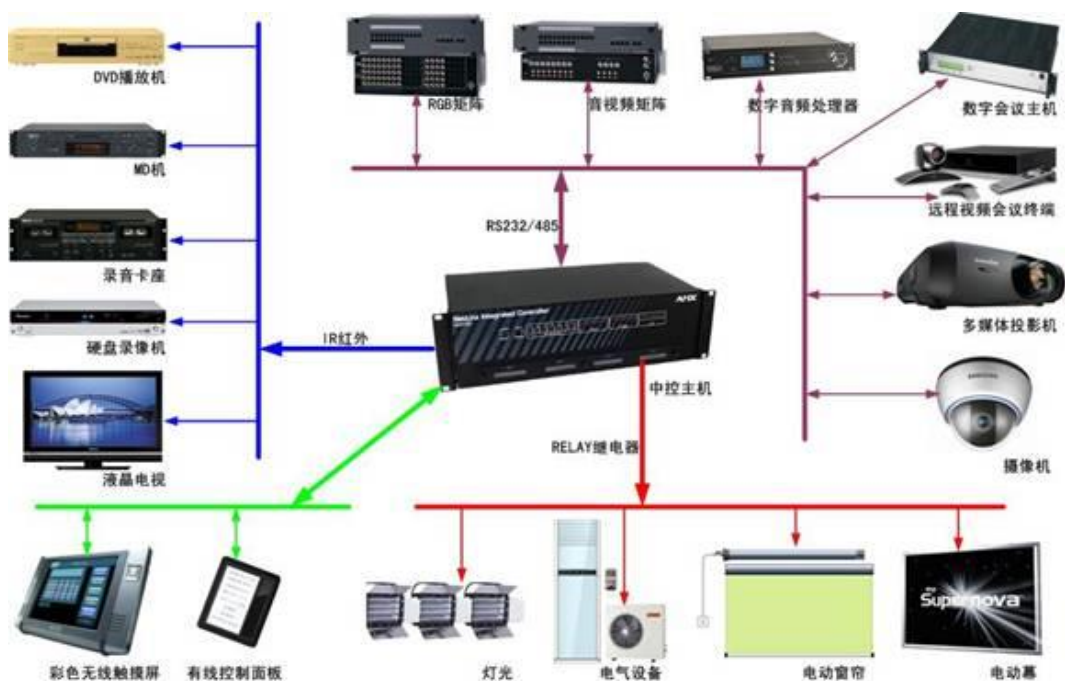 DVD播放机
RGB矩阵
音视频矩阵
数字音频处理器
数字会议主机
MD机
远程视频会议终端
RS232/485
录音卡座
AMX
NetLinx Integrated Controller
多媒体投影机
硬盘录像机
IR红外
中控主机
SAMSUNG
RELAY继电器
液晶电视
摄像机
Supernova
彩色无线触摸屏
有线控制面板
灯光
电气设备
电动窗帘
电动幕